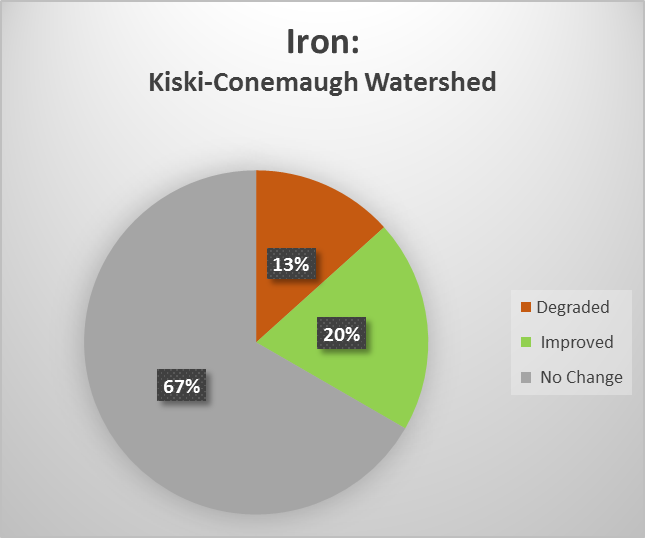 Iron:
Kiski-Conemaugh Watershed
13%
20%
67%
Degraded
Improved
No Change